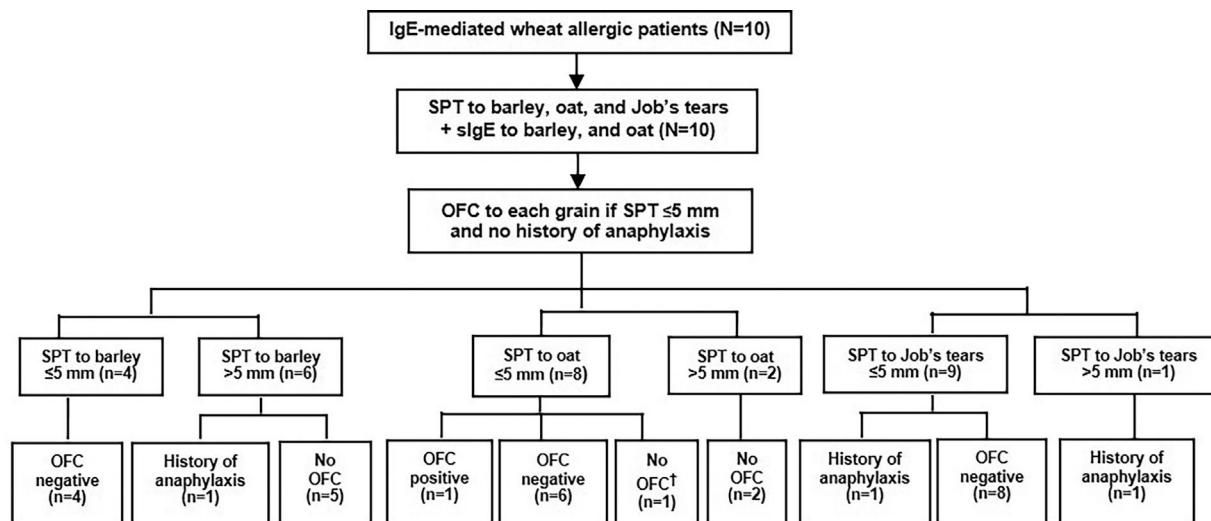 IgE-mediated wheat allergic patients (N=10)
SPT to barley, oat, and Job's tears
+ sIgE to barley, and oat (N=10)
OFC to each grain if SPT ≤5 mm
and no history of anaphylaxis
SPT to barley
≤5 mm (n=4)
SPT to barley
>5 mm (n=6)
SPT to oat
≤5 mm (n=8)
SPT to oat
>5 mm (n=2)
SPT to Job's tears
≤5 mm (n=9)
SPT to Job's tears
>5 mm (n=1)
OFC
negative
(n=4)
History of
anaphylaxis
(n=1)
No
OFC
(n=5)
OFC
positive
(n=1)
OFC
negative
(n=6)
No
OFC†
(n=1)
No
OFC
(n=2)
History of
anaphylaxis
(n=1)
OFC
negative
(n=8)
History of
anaphylaxis
(n=1)